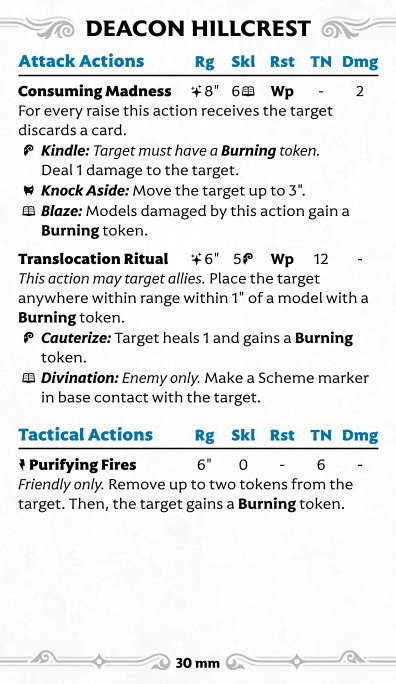 DEACON HILLCREST
Attack Actions Rg Skl Rst TN Dmg
Consuming Madness 8" 6 Wp - 2
For every raise this action receives the target
discards a card.
Kindle: Target must have a Burning token.
Deal 1 damage to the target.
Knock Aside: Move the target up to 3".
Blaze: Models damaged by this action gain a
Burning token.
Translocation Ritual 6" 5 Wp 12 -
This action may target allies. Place the target
anywhere within range within 1" of a model with a
Burning token.
Cauterize: Target heals 1 and gains a Burning
token.
Divination: Enemy only. Make a Scheme marker
in base contact with the target.
Tactical Actions Rg Skl Rst TN Dmg
Purifying Fires 6" 0 - 6 -
Friendly only. Remove up to two tokens from the
target. Then, the target gains a Burning token.
30 mm